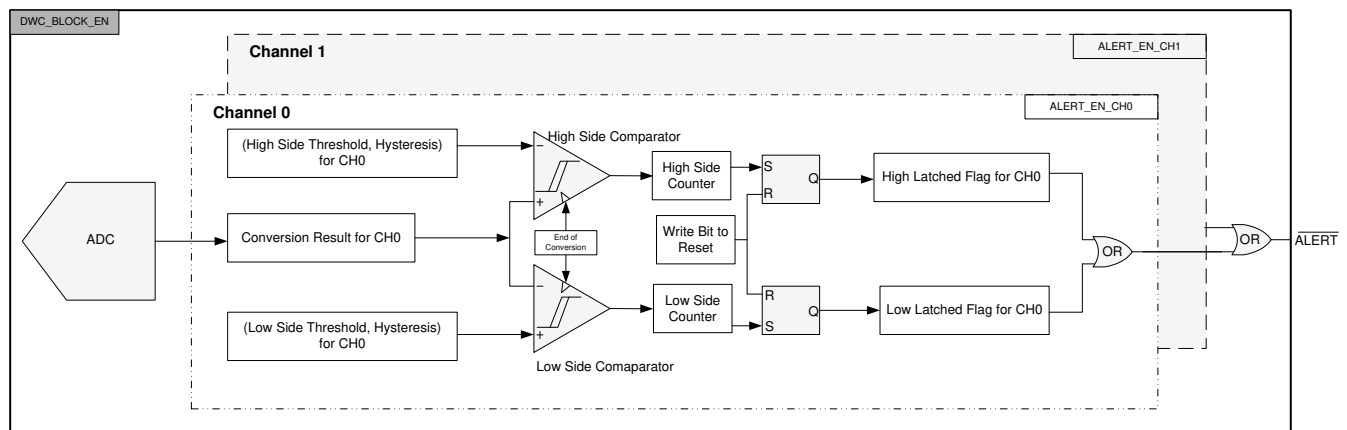 DWC_BLOCK_EN
Channel 1
ALERT_EN_CH1
Channel 0
ALERT_EN_CH0
(High Side Threshold, Hysteresis)
for CH0
High Side Comparator
−
+
High Side
Counter
S
R
Q
High Latched Flag for CH0
ADC
Conversion Result for CH0
End of
Conversion
Write Bit to
Reset
OR
OR
ALERT
(Low Side Threshold, Hysteresis)
for CH0
−
+
Low Side Comaparator
Low Side
Counter
R
S
Q
Low Latched Flag for CH0